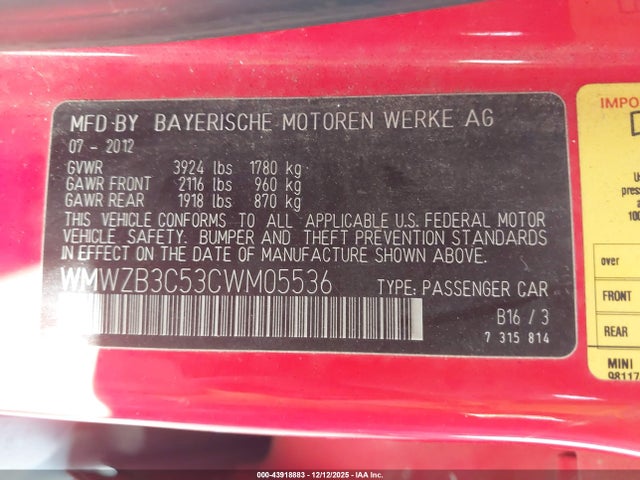 MFD BY BAYERISCHE MOTOREN WERKE AG
07 - 2012
GVWR 3924 lbs 1780 kg
GAWR FRONT 2116 lbs 960 kg
GAWR REAR 1918 lbs 870 kg
THIS VEHICLE CONFORMS TO ALL APPLICABLE U.S. FEDERAL MOTOR
VEHICLE SAFETY, BUMPER AND THEFT PREVENTION STANDARDS
IN EFFECT ON THE DATE OF MANUFACTURE SHOWN ABOVE.
WMWZB3C53CWM05536 TYPE: PASSENGER CAR
B16 / 3
7 315 814
FRONT
REAR
MINI
000-43918883 - 12/12/2025 - IAA.com